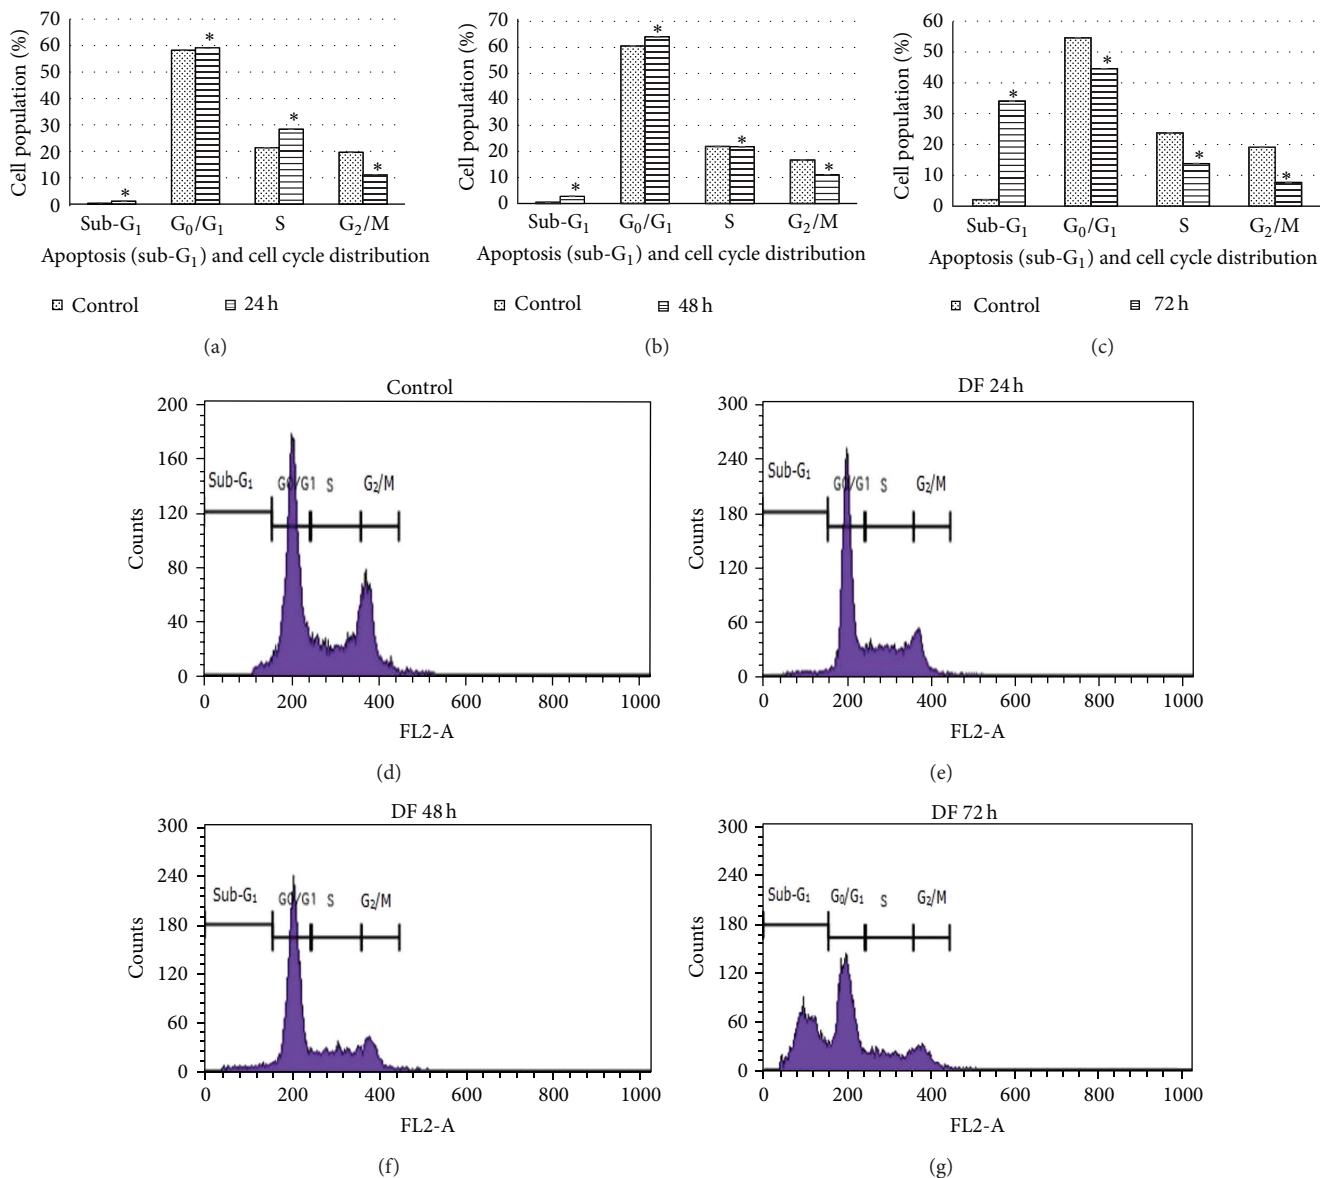 70
60
50
40
30
20
10
0
Cell population (%)
* * * *
Sub-G₁ G₀/G₁ S G₂/M
Apoptosis (sub-G₁) and cell cycle distribution
Control 24 h
(a)
70
60
50
40
30
20
10
0
Cell population (%)
* * * *
Sub-G₁ G₀/G₁ S G₂/M
Apoptosis (sub-G₁) and cell cycle distribution
Control 48 h
(b)
60
50
40
30
20
10
0
Cell population (%)
* * * *
Sub-G₁ G₀/G₁ S G₂/M
Apoptosis (sub-G₁) and cell cycle distribution
Control 72 h
(c)
Control
200
160
120
80
40
0
Counts
Sub-G₁ G0/G1 S G₂/M
0 200 400 600 800 1000
FL2-A
(d)
DF 24 h
300
240
180
120
60
0
Counts
Sub-G₁ G0/G1 S G₂/M
0 200 400 600 800 1000
FL2-A
(e)
DF 48 h
300
240
180
120
60
0
Counts
Sub-G₁ G0/G1 S G₂/M
0 200 400 600 800 1000
FL2-A
(f)
DF 72 h
300
240
180
120
60
0
Counts
Sub-G₁ G₀/G₁ S G₂/M
0 200 400 600 800 1000
FL2-A
(g)